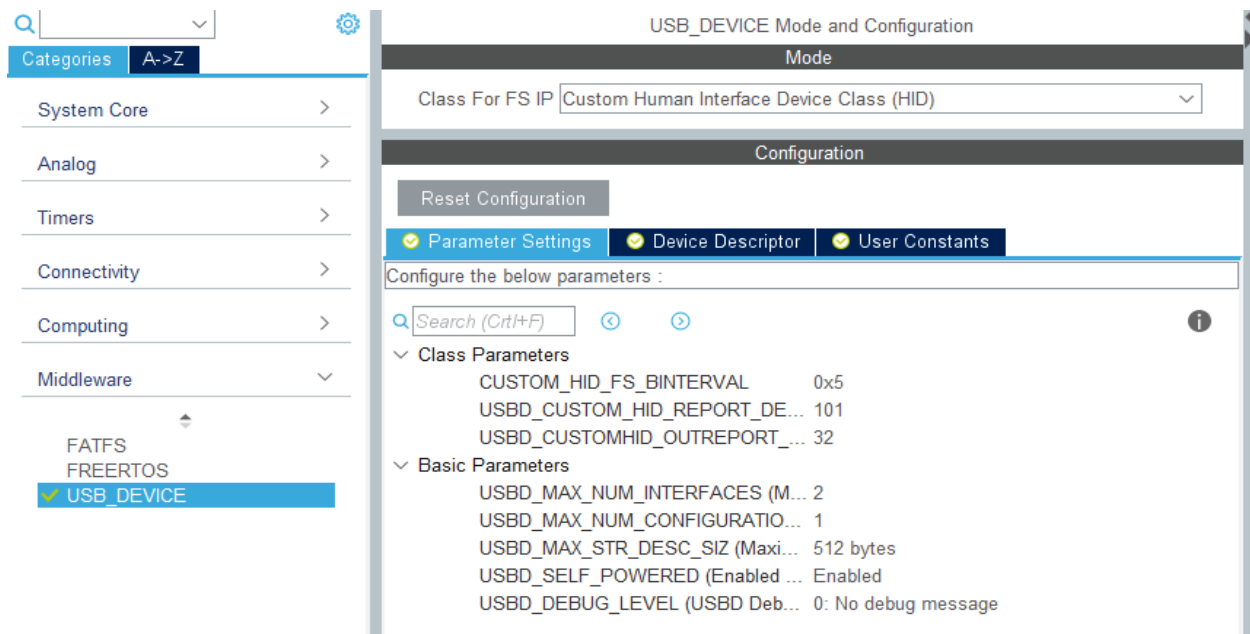 Categories
A->Z
System Core
Analog
Timers
Connectivity
Computing
Middleware
FATFS
FREERTOS
USB_DEVICE
USB_DEVICE Mode and Configuration
Mode
Class For FS IP Custom Human Interface Device Class (HID)
Configuration
Reset Configuration
Parameter Settings
Device Descriptor
User Constants
Configure the below parameters :
Search (Crtl+F)
Class Parameters
CUSTOM_HID_FS_BINTERVAL 0x5
USBD_CUSTOM_HID_REPORT_DE... 101
USBD_CUSTOMHID_OUTREPORT_... 32
Basic Parameters
USBD_MAX_NUM_INTERFACES (M... 2
USBD_MAX_NUM_CONFIGURATIO... 1
USBD_MAX_STR_DESC_SIZ (Maxi... 512 bytes
USBD_SELF_POWERED (Enabled ... Enabled
USBD_DEBUG_LEVEL (USB Deb... 0: No debug message